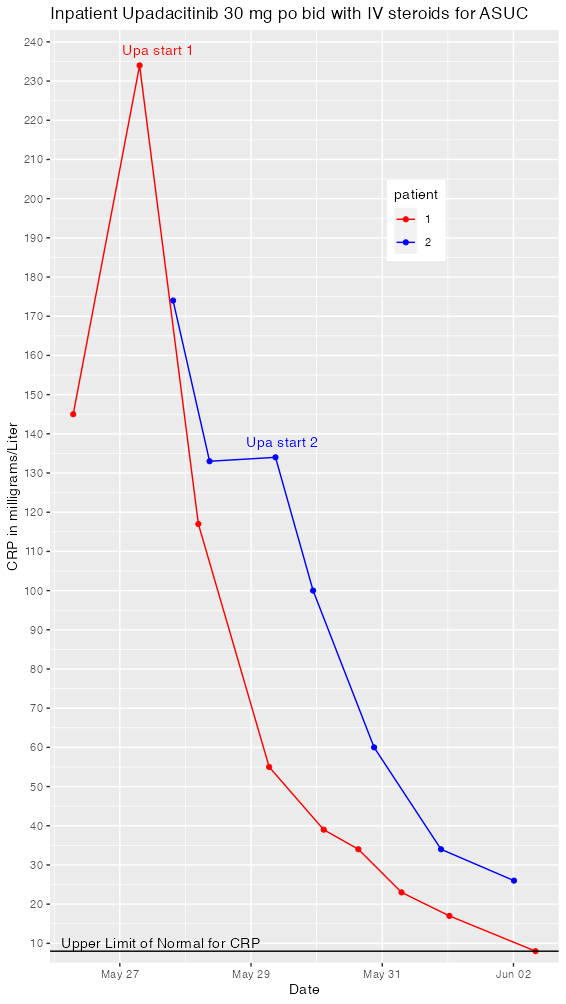 Inpatient Upadacitinib 30 mg po bid with IV steroids for ASUC
240
230
220
210
200
190
180
170
160
150
140
130
120
110
100
90
80
70
60
50
40
30
20
10
CRP in milligrams/Liter
Upa start 1
patient
1
2
Upa start 2
Upper Limit of Normal for CRP
May 27
May 29
May 31
Jun 02
Date